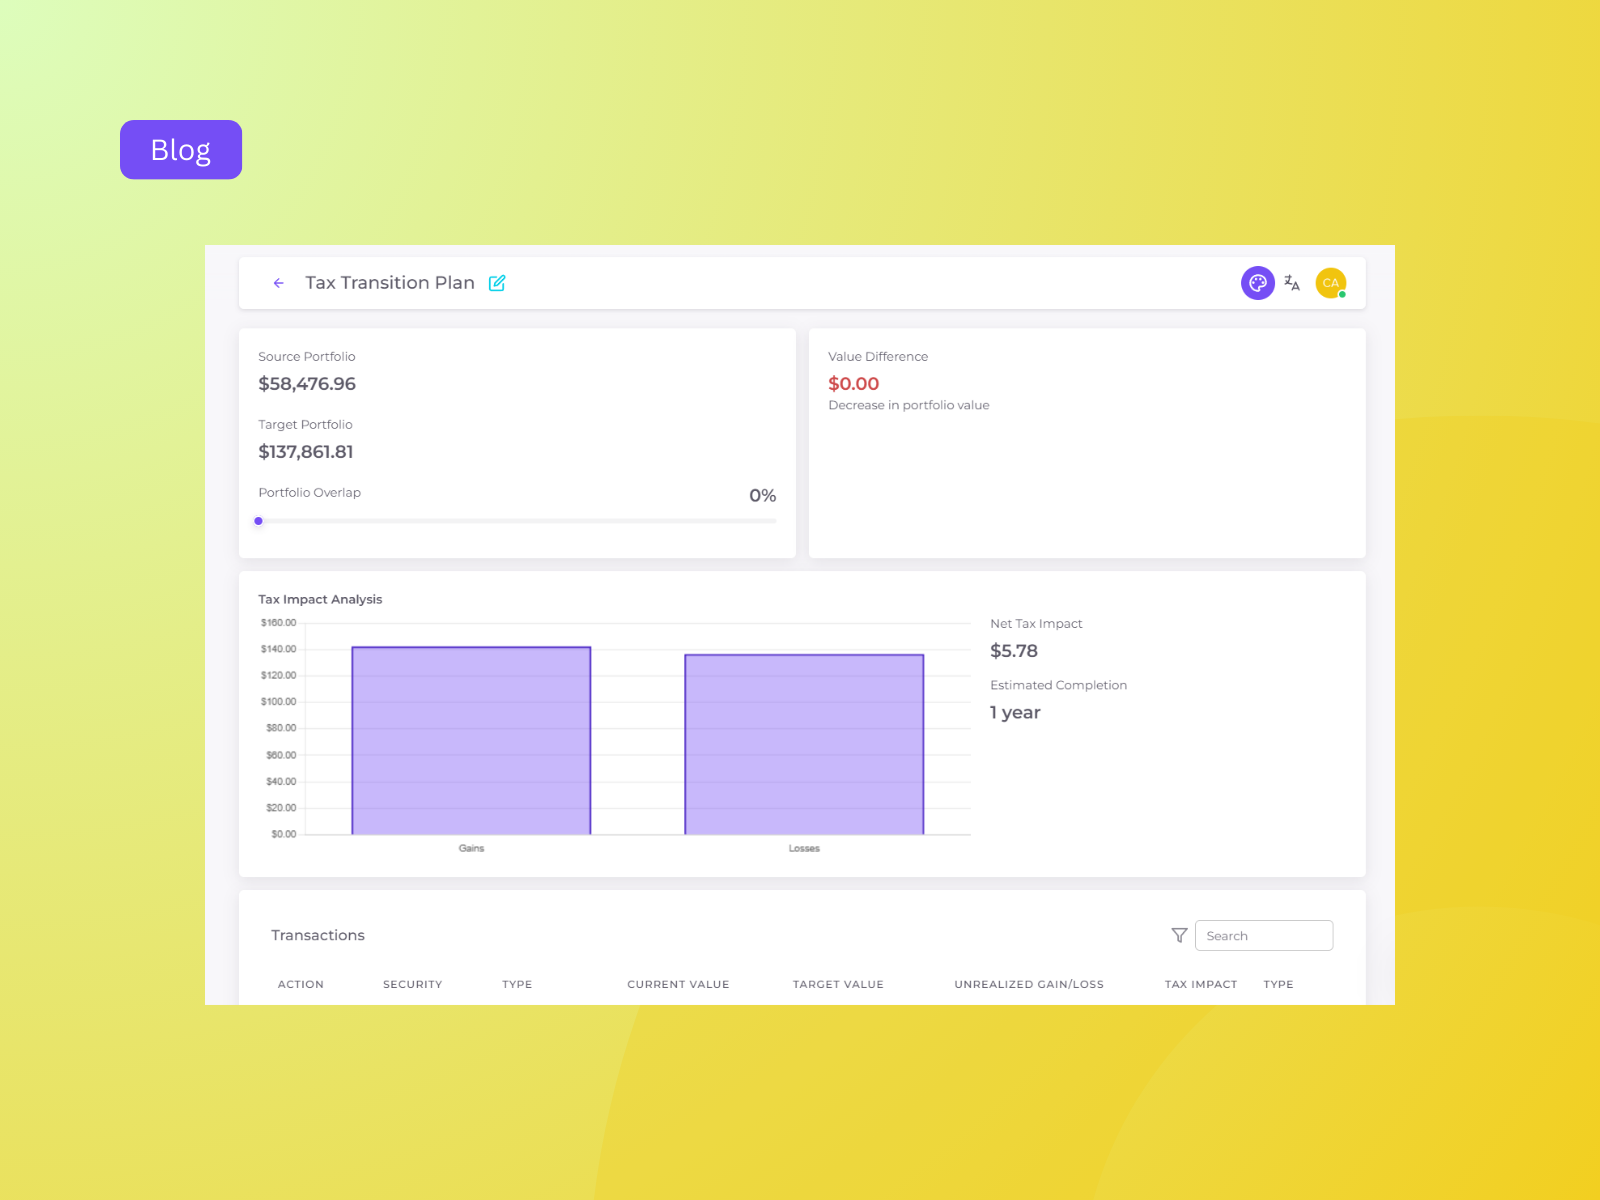 Blog
Tax Transition Plan
CA
Source Portfolio
$58,476.96
Target Portfolio
$137,861.81
Portfolio Overlap
0%
Value Difference
$0.00
Decrease in portfolio value
Tax Impact Analysis
$160.00
$140.00
$120.00
$100.00
$80.00
$60.00
$40.00
$20.00
$0.00
Gains
Losses
Net Tax Impact
$5.78
Estimated Completion
1 year
Transactions
Search
ACTION SECURITY TYPE CURRENT VALUE TARGET VALUE UNREALIZED GAIN/LOSS TAX IMPACT TYPE